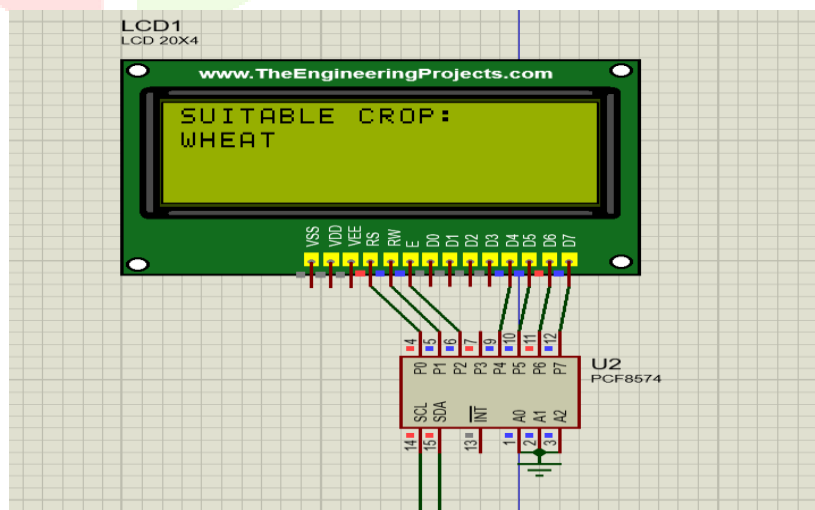 LCD1
LCD 20X4
www.TheEngineeringProjects.com
SUITABLE CROP:
WHEAT
VSS VDD VEE RS RW E D0 D1 D2 D3 D4 D5 D6 D7
4 5 6 7 9 10 11 12
P0 P1 P2 P3 P4 P5 P6 P7
U2
PCF8574
SCL SDA INT A0 A1 A2
14 15 13 1 2 3